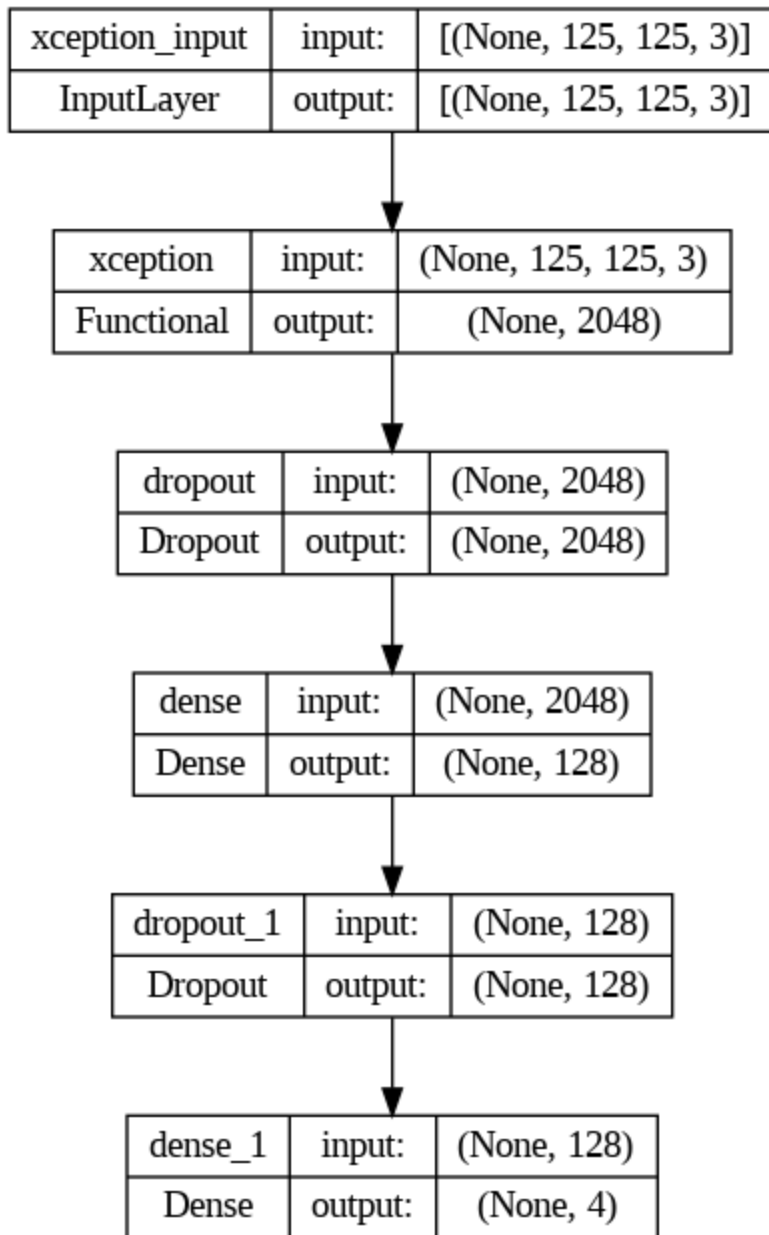 xception_input input: [(None, 125, 125, 3)]
InputLayer output: [(None, 125, 125, 3)]
xception input: (None, 125, 125, 3)
Functional output: (None, 2048)
dropout input: (None, 2048)
Dropout output: (None, 2048)
dense input: (None, 2048)
Dense output: (None, 128)
dropout_1 input: (None, 128)
Dropout output: (None, 128)
dense_1 input: (None, 128)
Dense output: (None, 4)